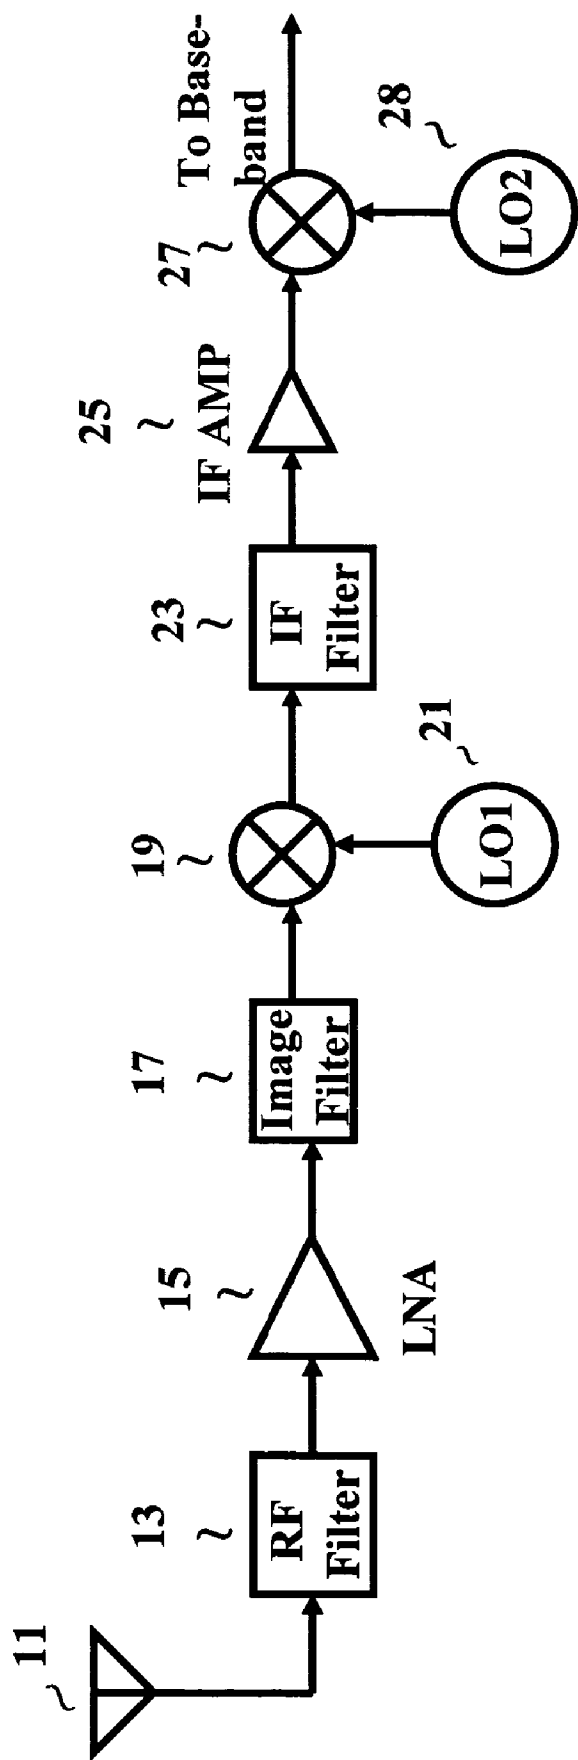 11
13
RF
Filter
15
LNA
17
Image
Filter
19
LO1
21
23
IF
Filter
25
IF AMP
27
To Base-
band
LO2
28